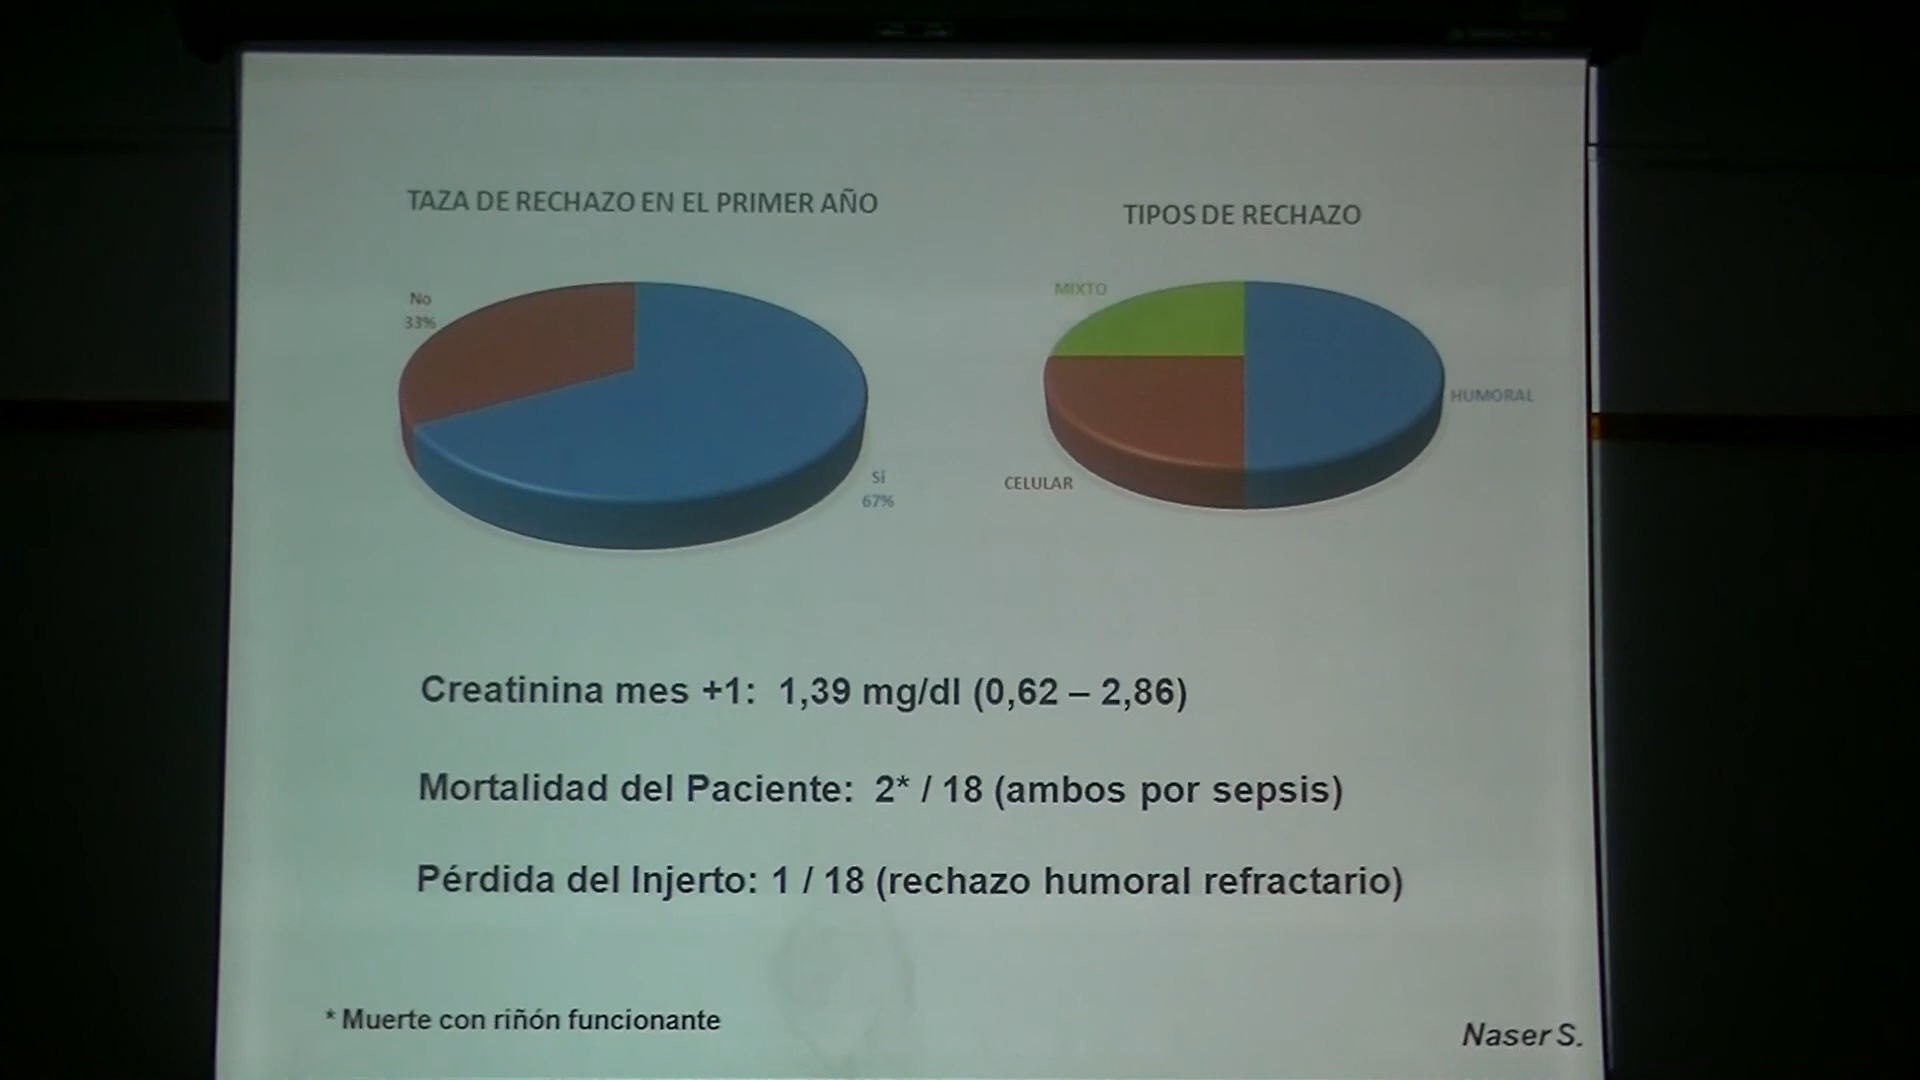 TAZA DE RECHAZO EN EL PRIMER AÑO
No
33%
Sí
67%
TIPOS DE RECHAZO
MIXTO
HUMORAL
CELULAR
Creatinina mes +1: 1,39 mg/dl (0,62 – 2,86)
Mortalidad del Paciente: 2* / 18 (ambos por sepsis)
Pérdida del Injerto: 1 / 18 (rechazo humoral refractario)
* Muerte con riñón funcionante
Naser S.